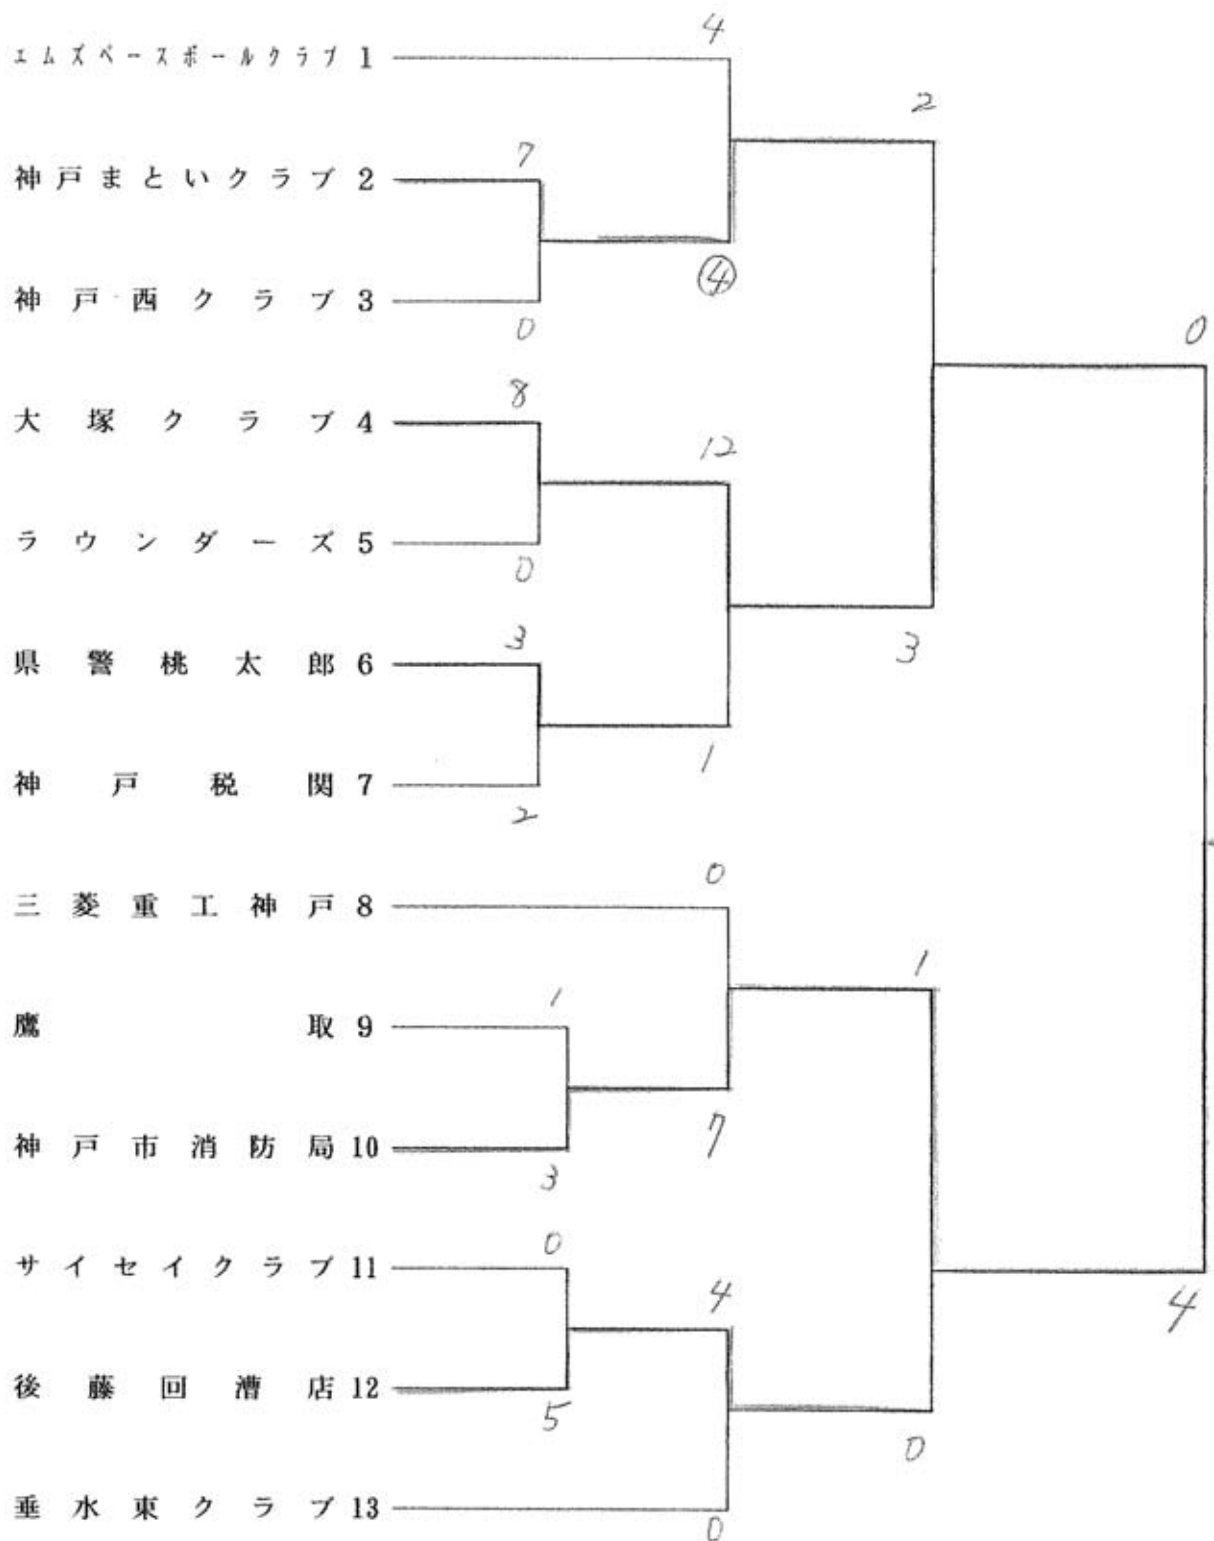 4
エムズベースボールクラブ 1
2
7
神戸まといクラブ 2
④
神戸西クラブ 3
0
0
8
大塚クラブ 4
12
ラウンダーズ 5
0
3
県警桃太郎 6
3
1
神戸税関 7
2
0
三菱重工神戸 8
1
1
鷹取 9
7
神戸市消防局 10
3
0
サイセイクラブ 11
4
4
後藤回漕店 12
5
0
垂水東クラブ 13
0